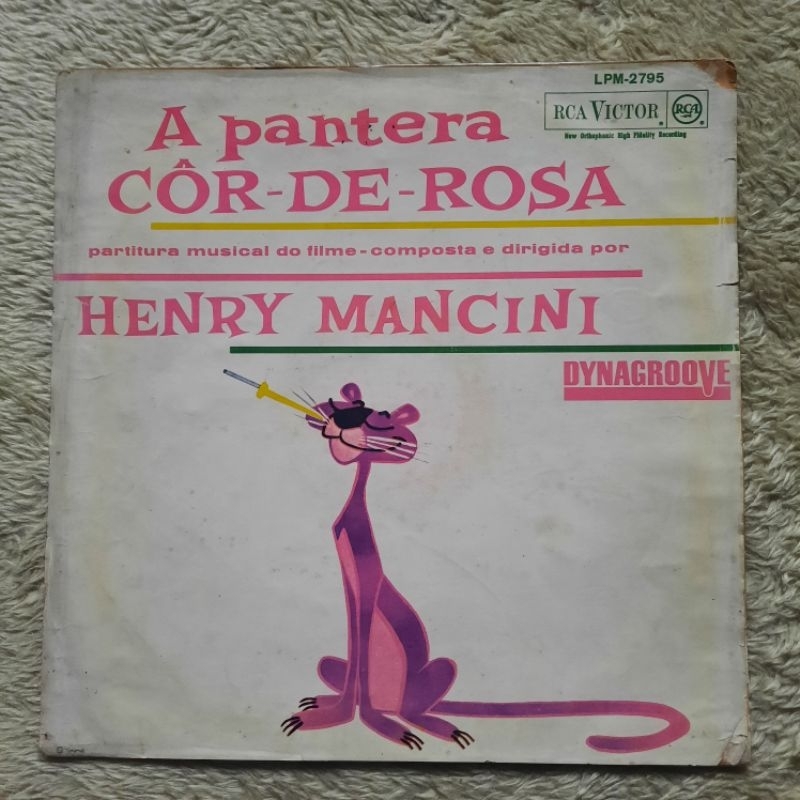 LPM-2795
RCA VICTOR RCA
New Orthophonic High Fidelity Recording
A pantera
CÔR-DE-ROSA
partitura musical do filme-composta e dirigida por
HENRY MANCINI
DYNAGROOVE